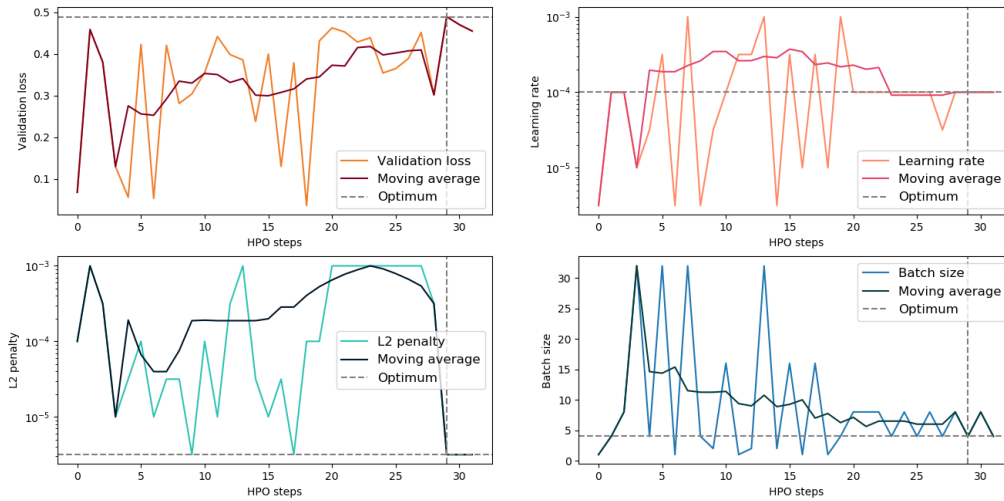 Validation loss
0.5
0.4
0.3
0.2
0.1
Validation loss
Moving average
Optimum
0 5 10 15 20 25 30
HPO steps
Learning rate
10⁻³
10⁻⁴
10⁻⁵
Learning rate
Moving average
Optimum
0 5 10 15 20 25 30
HPO steps
L2 penalty
10⁻³
10⁻⁴
10⁻⁵
L2 penalty
Moving average
Optimum
0 5 10 15 20 25 30
HPO steps
Batch size
30
25
20
15
10
5
0
Batch size
Moving average
Optimum
0 5 10 15 20 25 30
HPO steps